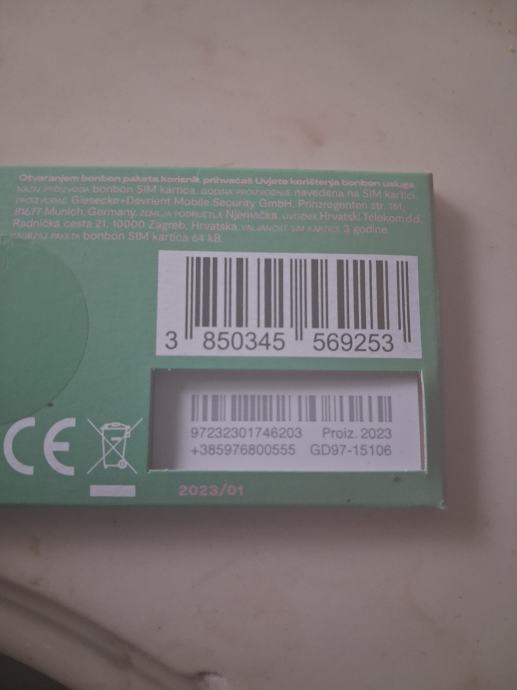 Otvaranjem bonbon paketa korisnik prihvaćaš Uvjete korištenja bonbon usluga
NAZIV PROIZVODA bonbon SIM kartica. GODINA PROIZVODNJE navedena na SIM kartici.
PROIZVOĐAČ Giesecke+Devrient Mobile Security GmbH, Prinzregenten str. 161,
81677 Munich, Germany. ZEMLJA PODRIJETLA Njemačka. UVOZNIK Hrvatski Telekom d.d.,
Radnička cesta 21, 10000 Zagreb, Hrvatska. VALJANOST SIM KARTICE 3 godine.
SADRŽAJ PAKETA bonbon SIM kartica 64 kB.
3 850345 569253
97232301746203 Proiz. 2023
+385976800555 GD97-15106
CE
2023/01